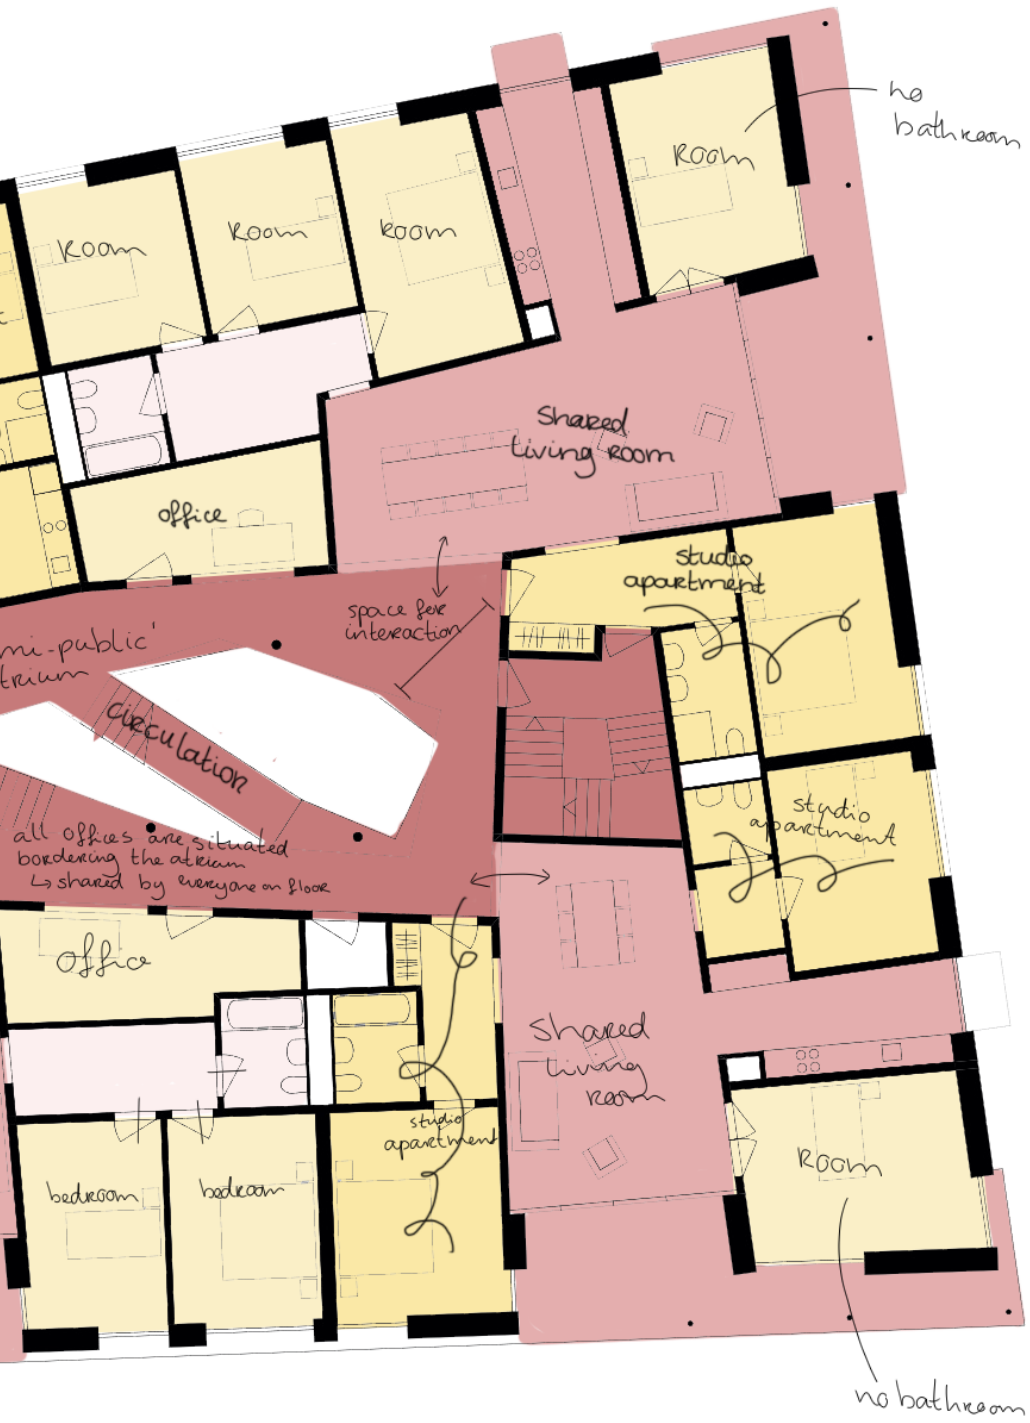 no
bathroom
Room
Room
Room
Room
Shared
living room
office
studio
apartment
space for
interaction
mi-public'
trium
circulation
all offices are situated
bordering the atrium
↳ shared by everyone on floor
studio
apartment
office
Shared
living
room
studio
apartment
bedroom
bedroom
Room
no bathroom